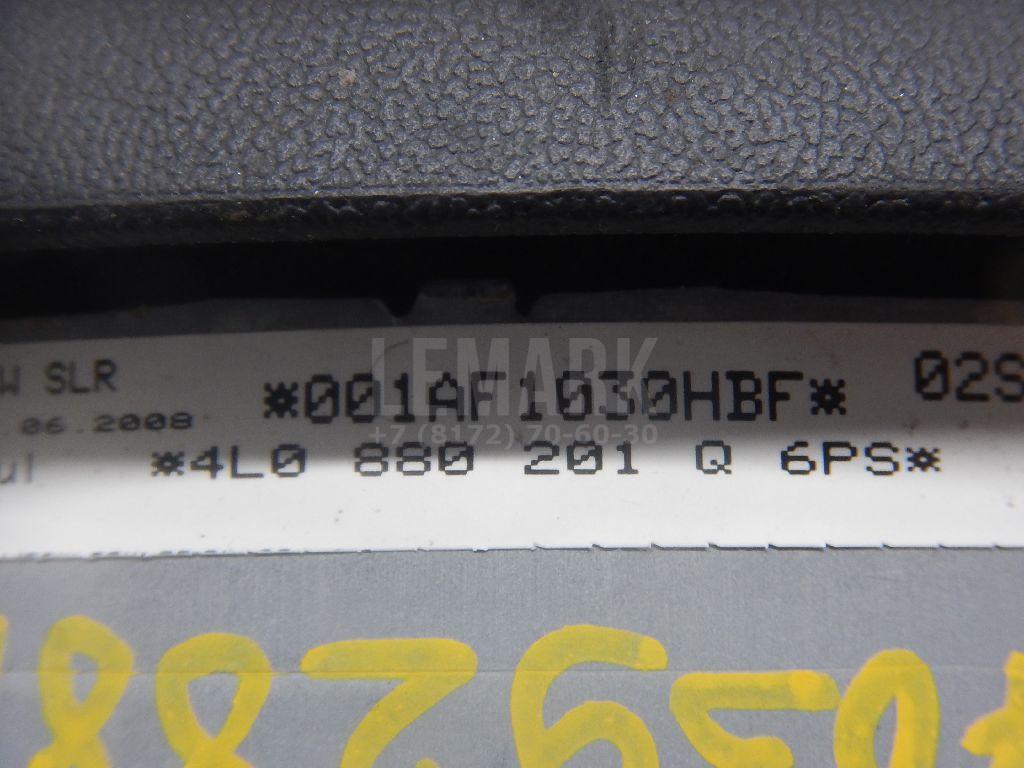 SLR *001AF1030HBF* 02S
.06.2008
*4L0 880 201 Q 6PS*
LEMARK
+7 (8172) 70-60-30